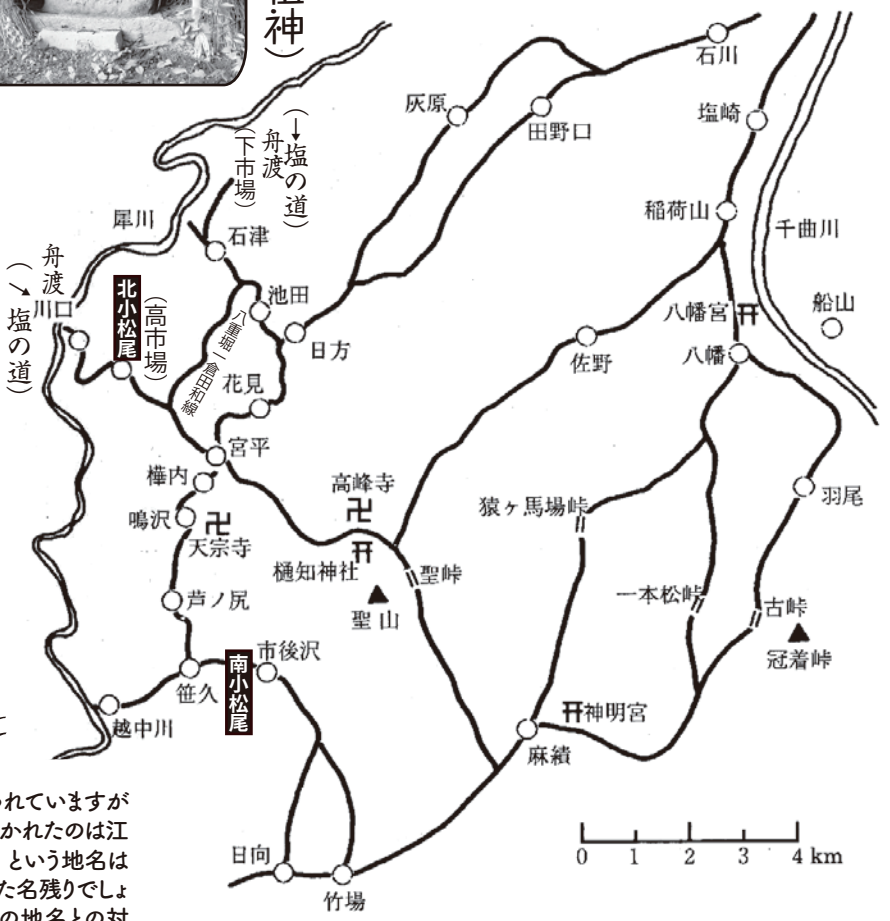 祖神）
石川
灰原
田野口
塩崎
（→塩の道）
舟渡
（下市場）
稲荷山
犀川
石津
千曲川
舟渡
（↘塩の道）
川口
北小松尾
（高市場）
池田
八重堀一倉田和線
日方
八幡宮
船山
佐野
八幡
花見
宮平
樺内
高峰寺
猿ヶ馬場峠
羽尾
鳴沢
天宗寺
樋知神社
聖峠
聖山
一本松峠
古峠
冠着峠
芦ノ尻
市後沢
笹久
南小松尾
越中川
神明宮
麻績
0 1 2 3 4 km
日向
竹場
れていますが
かれたのは江
という地名は
た名残りでしょ
の地名との対